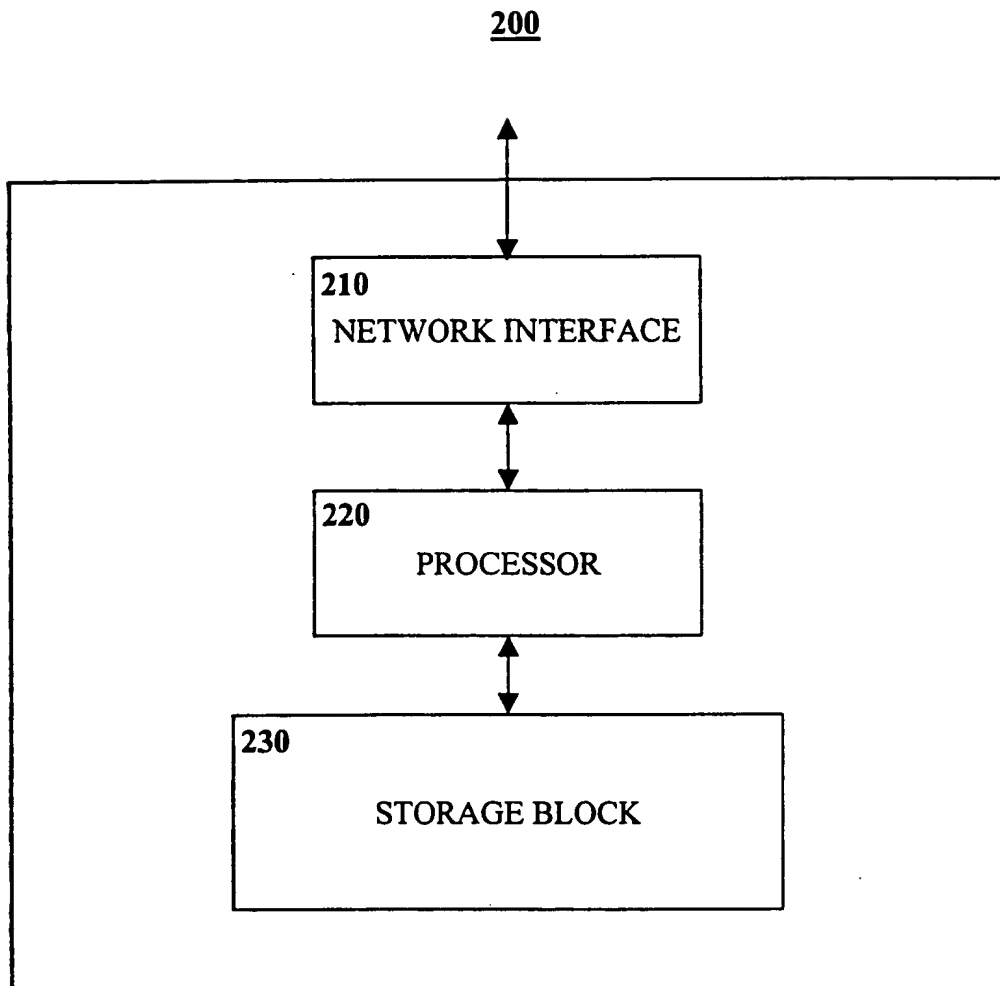 200
210
NETWORK INTERFACE
220
PROCESSOR
230
STORAGE BLOCK